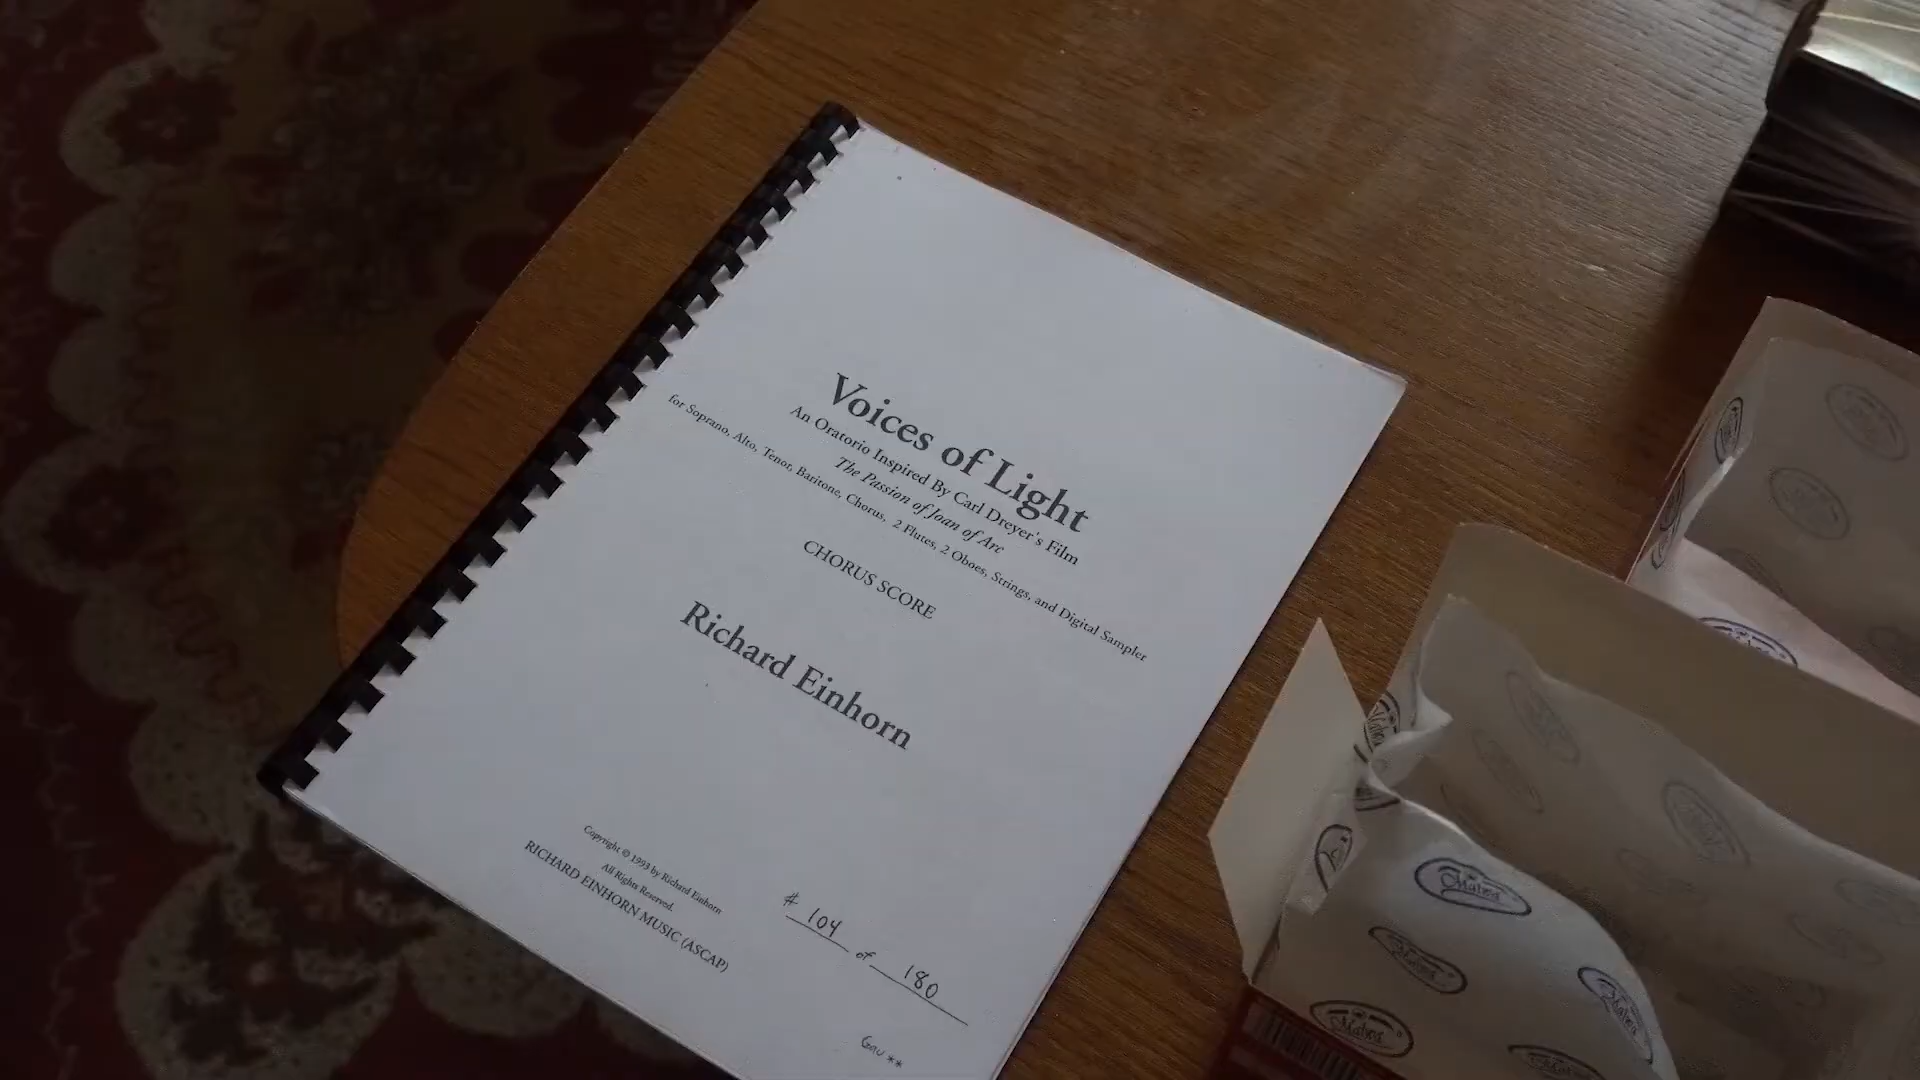 Voices of Light
An Oratorio Inspired By Carl Dreyer's Film
The Passion of Joan of Arc
for Soprano, Alto, Tenor, Baritone, Chorus, 2 Flutes, 2 Oboes, Strings, and Digital Sampler
CHORUS SCORE
Richard Einhorn
Copyright © 1993 by Richard Einhorn
All Rights Reserved.
RICHARD EINHORN MUSIC (ASCAP)
# 104 of 180